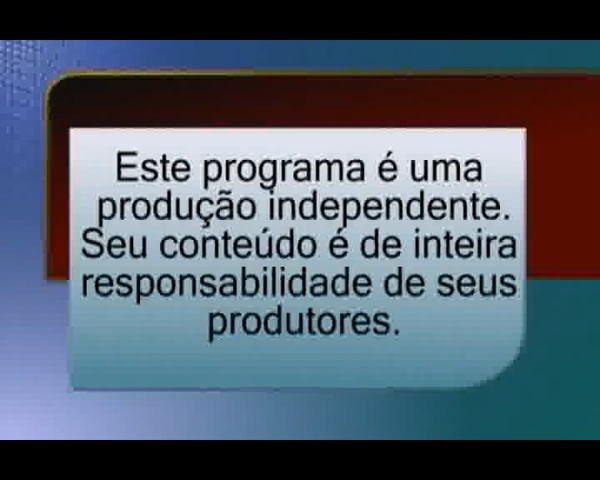 Este programa é uma
produção independente.
Seu conteúdo é de inteira
responsabilidade de seus
produtores.